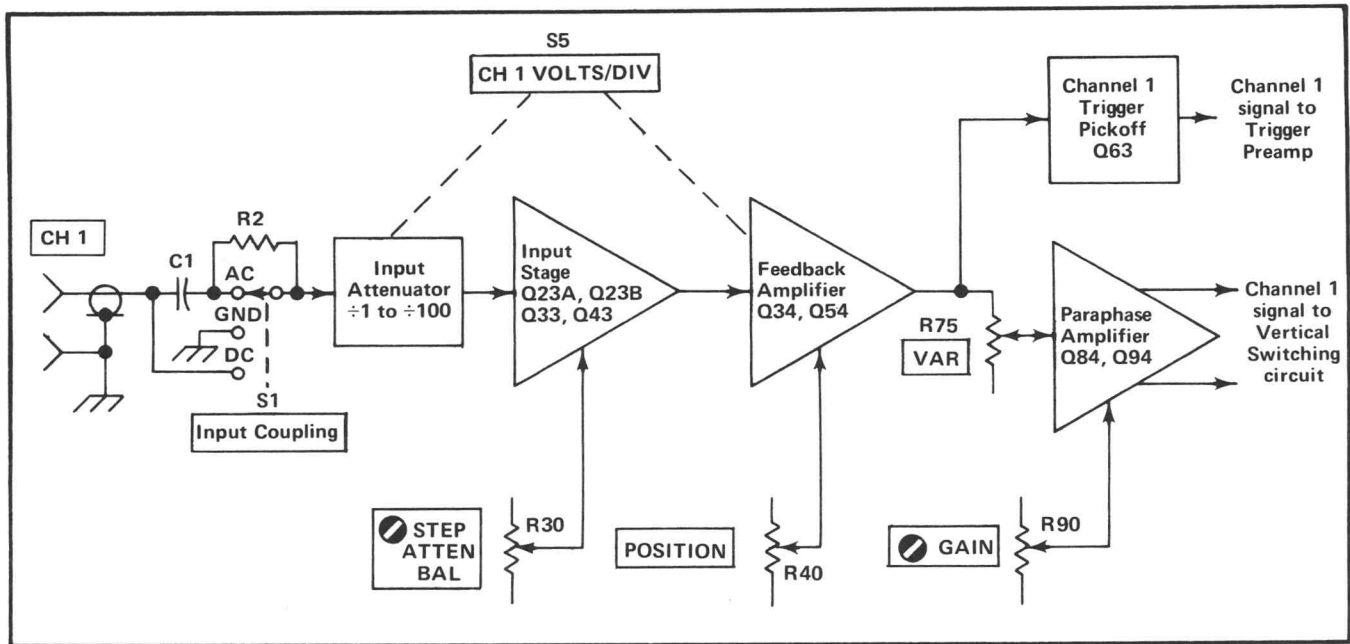 S5
CH 1 VOLTS/DIV
Channel 1
Trigger
Pickoff
Q63
Channel 1
signal to
Trigger
Preamp
CH 1
C1
R2
AC
GND
DC
S1
Input Coupling
Input
Attenuator
÷1 to ÷100
Input
Stage
Q23A, Q23B
Q33, Q43
Feedback
Amplifier
Q34, Q54
R75
VAR
Paraphase
Amplifier
Q84, Q94
Channel 1
signal to
Vertical
Switching
circuit
STEP
ATTEN
BAL
R30
POSITION
R40
GAIN
R90